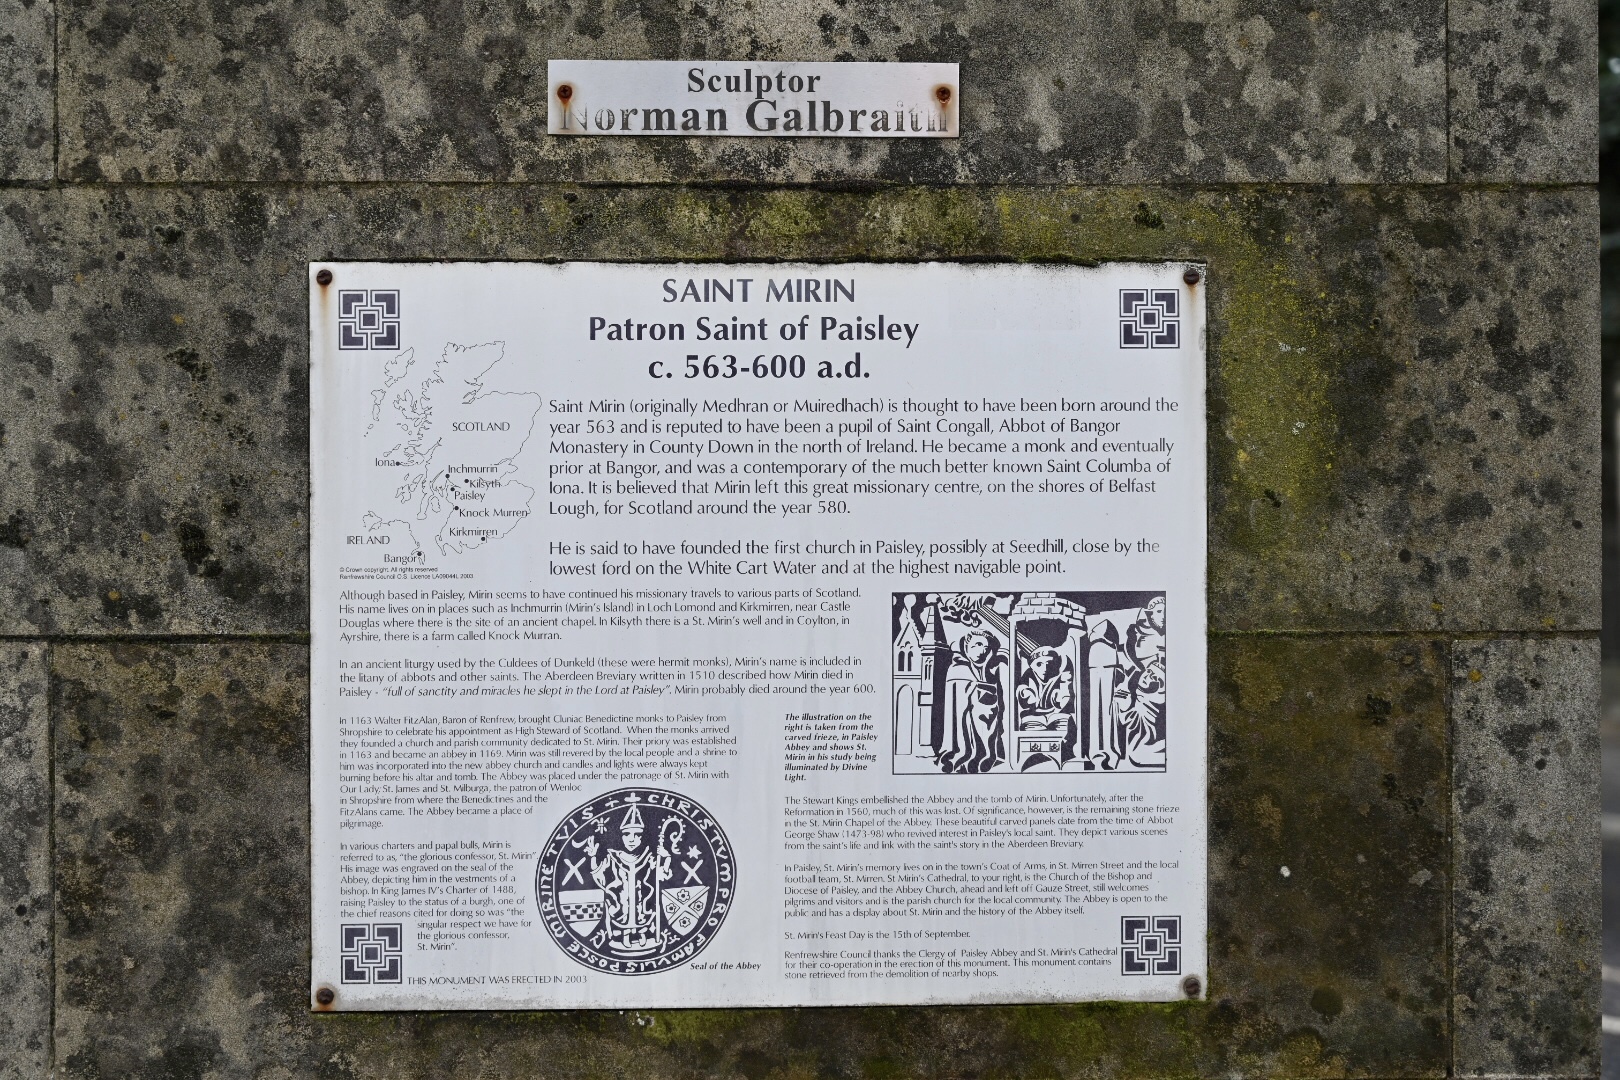 Sculptor
Norman Galbraith
SAINT MIRIN
Patron Saint of Paisley
c. 563-600 a.d.
SCOTLAND
Iona
Inchmurrin
Kilsyth
Paisley
Knock Murren
Kirkmirren
IRELAND
Bangor
© Crown copyright. All rights reserved
Renfrewshire Council O.S. Licence LA09044L 2003
Saint Mirin (originally Medhran or Muiredhach) is thought to have been born around the
year 563 and is reputed to have been a pupil of Saint Congall, Abbot of Bangor
Monastery in County Down in the north of Ireland. He became a monk and eventually
prior at Bangor, and was a contemporary of the much better known Saint Columba of
Iona. It is believed that Mirin left this great missionary centre, on the shores of Belfast
Lough, for Scotland around the year 580.
He is said to have founded the first church in Paisley, possibly at Seedhill, close by the
lowest ford on the White Cart Water and at the highest navigable point.
Although based in Paisley, Mirin seems to have continued his missionary travels to various parts of Scotland.
His name lives on in places such as Inchmurrin (Mirin's Island) in Loch Lomond and Kirkmirren, near Castle
Douglas where there is the site of an ancient chapel. In Kilsyth there is a St. Mirin's well and in Coylton, in
Ayrshire, there is a farm called Knock Murran.
In an ancient liturgy used by the Culdees of Dunkeld (these were hermit monks), Mirin's name is included in
the litany of abbots and other saints. The Aberdeen Breviary written in 1510 described how Mirin died in
Paisley - "full of sanctity and miracles he slept in the Lord at Paisley". Mirin probably died around the year 600.
In 1163 Walter FitzAlan, Baron of Renfrew, brought Cluniac Benedictine monks to Paisley from
Shropshire to celebrate his appointment as High Steward of Scotland. When the monks arrived
they founded a church and parish community dedicated to St. Mirin. Their priory was established
in 1163 and became an abbey in 1169. Mirin was still revered by the local people and a shrine to
him was incorporated into the new abbey church and candles and lights were always kept
burning before his altar and tomb. The Abbey was placed under the patronage of St. Mirin with
Our Lady, St. James and St. Milburga, the patron of Wenloc
in Shropshire from where the Benedictines and the
FitzAlans came. The Abbey became a place of
pilgrimage.
In various charters and papal bulls, Mirin is
referred to as, "the glorious confessor, St. Mirin"
His image was engraved on the seal of the
Abbey, depicting him in the vestments of a
bishop. In King James IV's Charter of 1488,
raising Paisley to the status of a burgh, one of
the chief reasons cited for doing so was "the
singular respect we have for
the glorious confessor,
St. Mirin".
THIS MONUMENT WAS ERECTED IN 2003
CHRISTUM PRO FAMULIS POSCE MIRINE TUIS
Seal of the Abbey
The illustration on the
right is taken from the
carved frieze, in Paisley
Abbey and shows St.
Mirin in his study being
illuminated by Divine
Light.
The Stewart Kings embellished the Abbey and the tomb of Mirin. Unfortunately, after the
Reformation in 1560, much of this was lost. Of significance, however, is the remaining stone frieze
in the St. Mirin Chapel of the Abbey. These beautiful carved panels date from the time of Abbot
George Shaw (1473-98) who revived interest in Paisley's local saint. They depict various scenes
from the saint's life and link with the saint's story in the Aberdeen Breviary.
In Paisley, St. Mirin's memory lives on in the town's Coat of Arms, in St. Mirren Street and the local
football team, St. Mirren. St Mirin's Cathedral, to your right, is the Church of the Bishop and
Diocese of Paisley, and the Abbey Church, ahead and left off Gauze Street, still welcomes
pilgrims and visitors and is the parish church for the local community. The Abbey is open to the
public and has a display about St. Mirin and the history of the Abbey itself.
St. Mirin's Feast Day is the 15th of September.
Renfrewshire Council thanks the Clergy of Paisley Abbey and St. Mirin's Cathedral
for their co-operation in the erection of this monument. This monument contains
stone retrieved from the demolition of nearby shops.